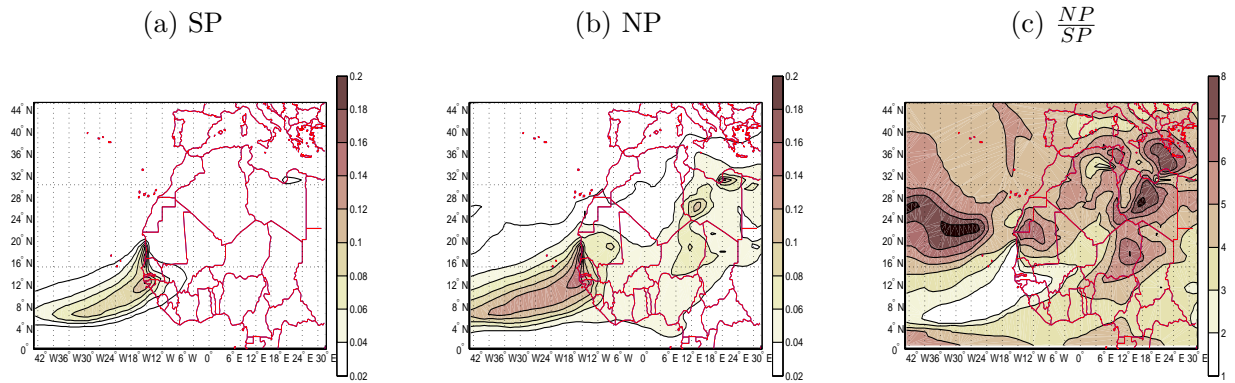 (a) SP (b) NP (c) NP/SP
0.2 0.2 8
44° N 44° N 44° N
0.18 0.18
40° N 40° N 40° N 7
0.16 0.16
36° N 36° N 36° N
32° N 0.14 32° N 0.14 32° N 6
28° N 28° N 28° N
0.12 0.12 5
24° N 24° N 24° N
20° N 0.1 20° N 0.1 20° N
16° N 0.08 16° N 0.08 16° N 4
12° N 12° N 12° N
0.06 0.06 3
8° N 8° N 8° N
4° N 0.04 4° N 0.04 4° N 2
0° 0° 0°
42° W36° W30° W24° W18° W12° W 6° W 0° 6° E 12° E 18° E 24° E 30° E 0.02 42° W36° W30° W24° W18° W12° W 6° W 0° 6° E 12° E 18° E 24° E 30° E 0.02 42° W36° W30° W24° W18° W12° W 6° W 0° 6° E 12° E 18° E 24° E 30° E 1